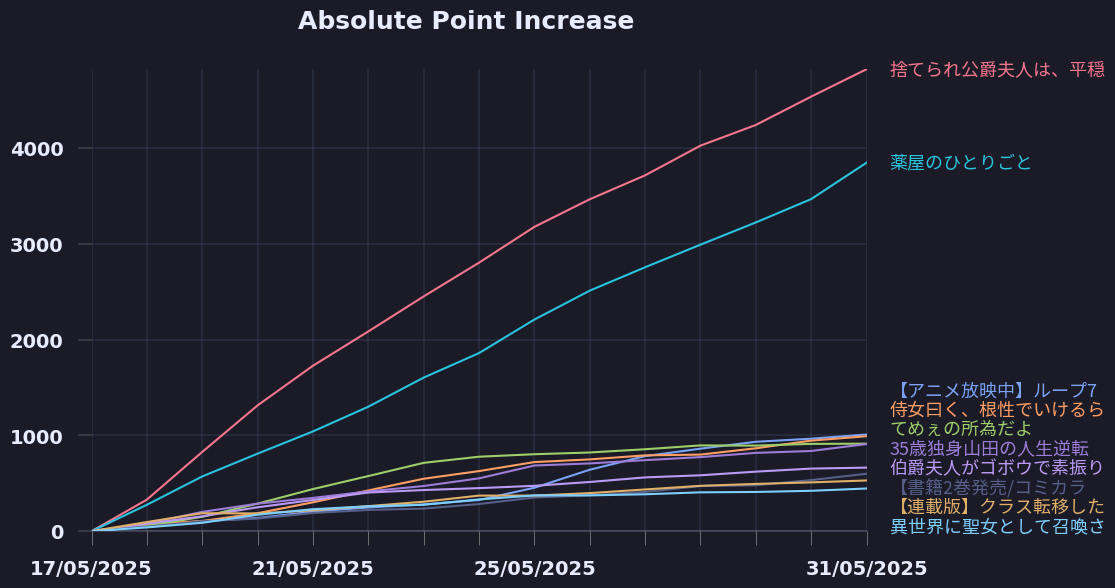 Absolute Point Increase
捨てられ公爵夫人は、平穏
4000
薬屋のひとりごと
3000
2000
【アニメ放映中】ループ7
侍女曰く、根性でいけるら
1000
てめぇの所為だよ
35歳独身山田の人生逆転
伯爵夫人がゴボウで素振り
【書籍2巻発売/コミカラ
【連載版】クラス転移した
異世界に聖女として召喚さ
0
17/05/2025 21/05/2025 25/05/2025 31/05/2025